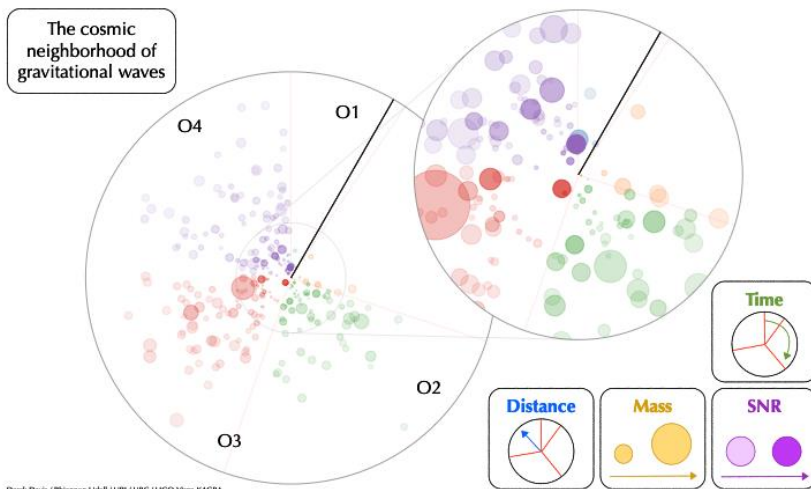 The cosmic
neighborhood of
gravitational waves
O4
O1
O2
O3
Time
Distance
Mass
SNR